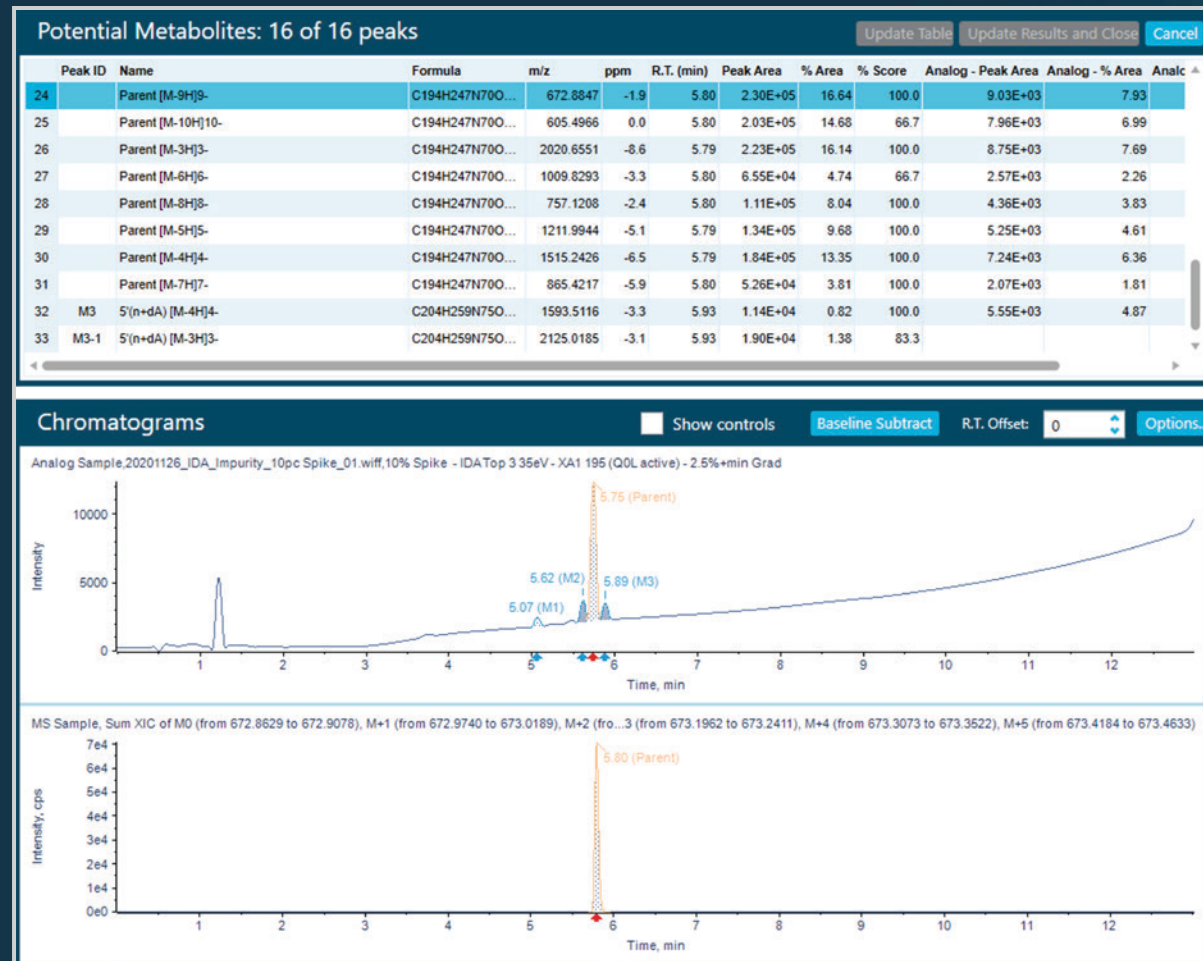 Potential Metabolites: 16 of 16 peaks Update Table Update Results and Close Cancel
Peak ID Name Formula m/z ppm R.T. (min) Peak Area % Area % Score Analog - Peak Area Analog - % Area Analc
24 Parent [M-9H]9- C194H247N70O... 672.8847 -1.9 5.80 2.30E+05 16.64 100.0 9.03E+03 7.93
25 Parent [M-10H]10- C194H247N70O... 605.4966 0.0 5.80 2.03E+05 14.68 66.7 7.96E+03 6.99
26 Parent [M-3H]3- C194H247N70O... 2020.6551 -8.6 5.79 2.23E+05 16.14 100.0 8.75E+03 7.69
27 Parent [M-6H]6- C194H247N70O... 1009.8293 -3.3 5.80 6.55E+04 4.74 66.7 2.57E+03 2.26
28 Parent [M-8H]8- C194H247N70O... 757.1208 -2.4 5.80 1.11E+05 8.04 100.0 4.36E+03 3.83
29 Parent [M-5H]5- C194H247N70O... 1211.9944 -5.1 5.79 1.34E+05 9.68 100.0 5.25E+03 4.61
30 Parent [M-4H]4- C194H247N70O... 1515.2426 -6.5 5.79 1.84E+05 13.35 100.0 7.24E+03 6.36
31 Parent [M-7H]7- C194H247N70O... 865.4217 -5.9 5.80 5.26E+04 3.81 100.0 2.07E+03 1.81
32 M3 5'(n+dA) [M-4H]4- C204H259N75O... 1593.5116 -3.3 5.93 1.14E+04 0.82 100.0 5.55E+03 4.87
33 M3-1 5'(n+dA) [M-3H]3- C204H259N75O... 2125.0185 -3.1 5.93 1.90E+04 1.38 83.3
Chromatograms Show controls Baseline Subtract R.T. Offset: 0 Options..
Analog Sample,20201126_IDA_Impurity_10pc Spike_01.wiff,10% Spike - IDA Top 3 35eV - XA1 195 (Q0L active) - 2.5%+min Grad
Intensity
10000
5000
0
5.75 (Parent)
5.62 (M2)
5.89 (M3)
5.07 (M1)
1 2 3 4 5 6 7 8 9 10 11 12
Time, min
MS Sample, Sum XIC of M0 (from 672.8629 to 672.9078), M+1 (from 672.9740 to 673.0189), M+2 (fro...3 (from 673.1962 to 673.2411), M+4 (from 673.3073 to 673.3522), M+5 (from 673.4184 to 673.4633)
Intensity, cps
7e4
6e4
5e4
4e4
3e4
2e4
1e4
0e0
5.80 (Parent)
1 2 3 4 5 6 7 8 9 10 11 12
Time, min